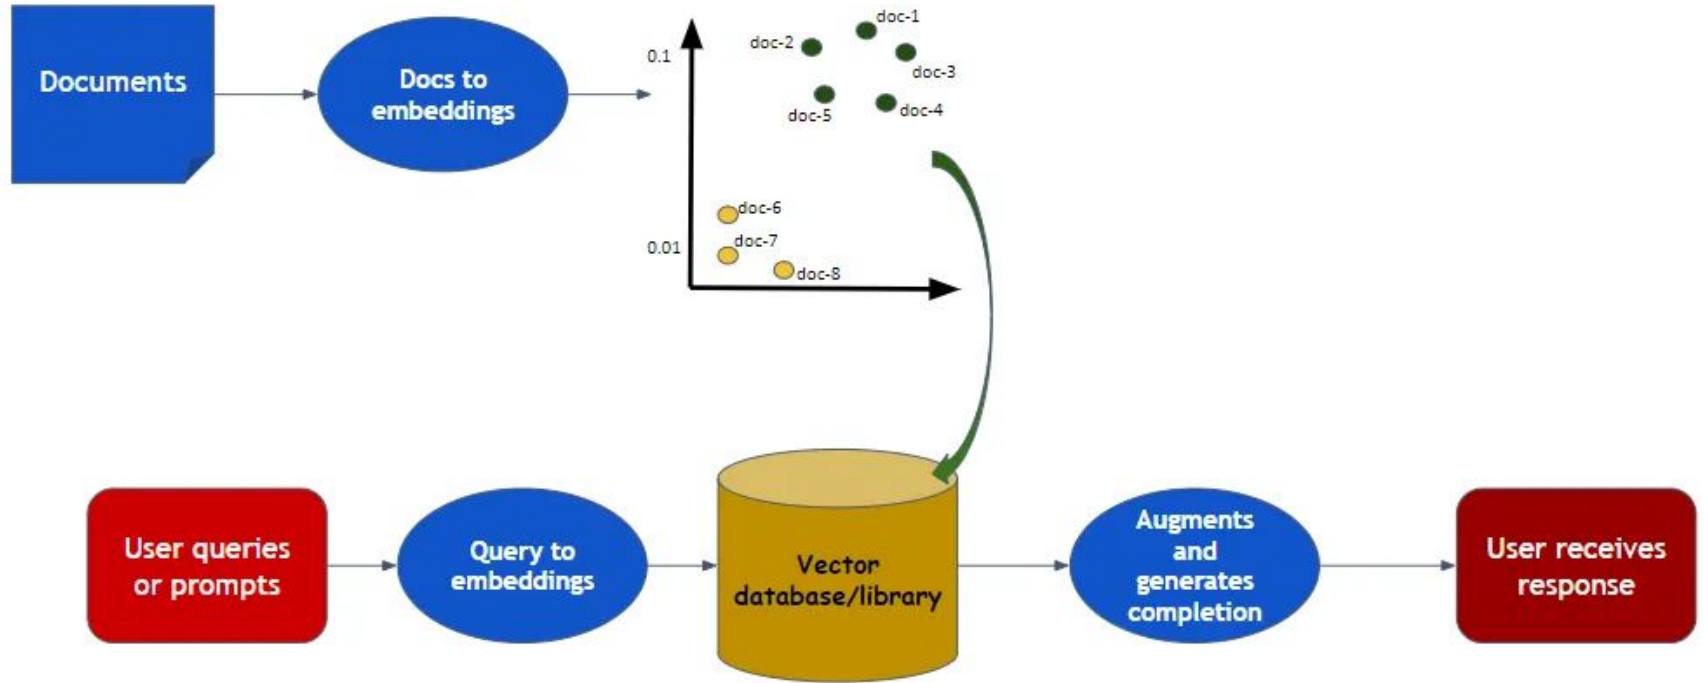 Documents
Docs to
embeddings
0.1
doc-1
doc-2
doc-3
doc-4
doc-5
doc-6
doc-7
0.01
doc-8
User queries
or prompts
Query to
embeddings
Vector
database/library
Augments
and
generates
completion
User receives
response